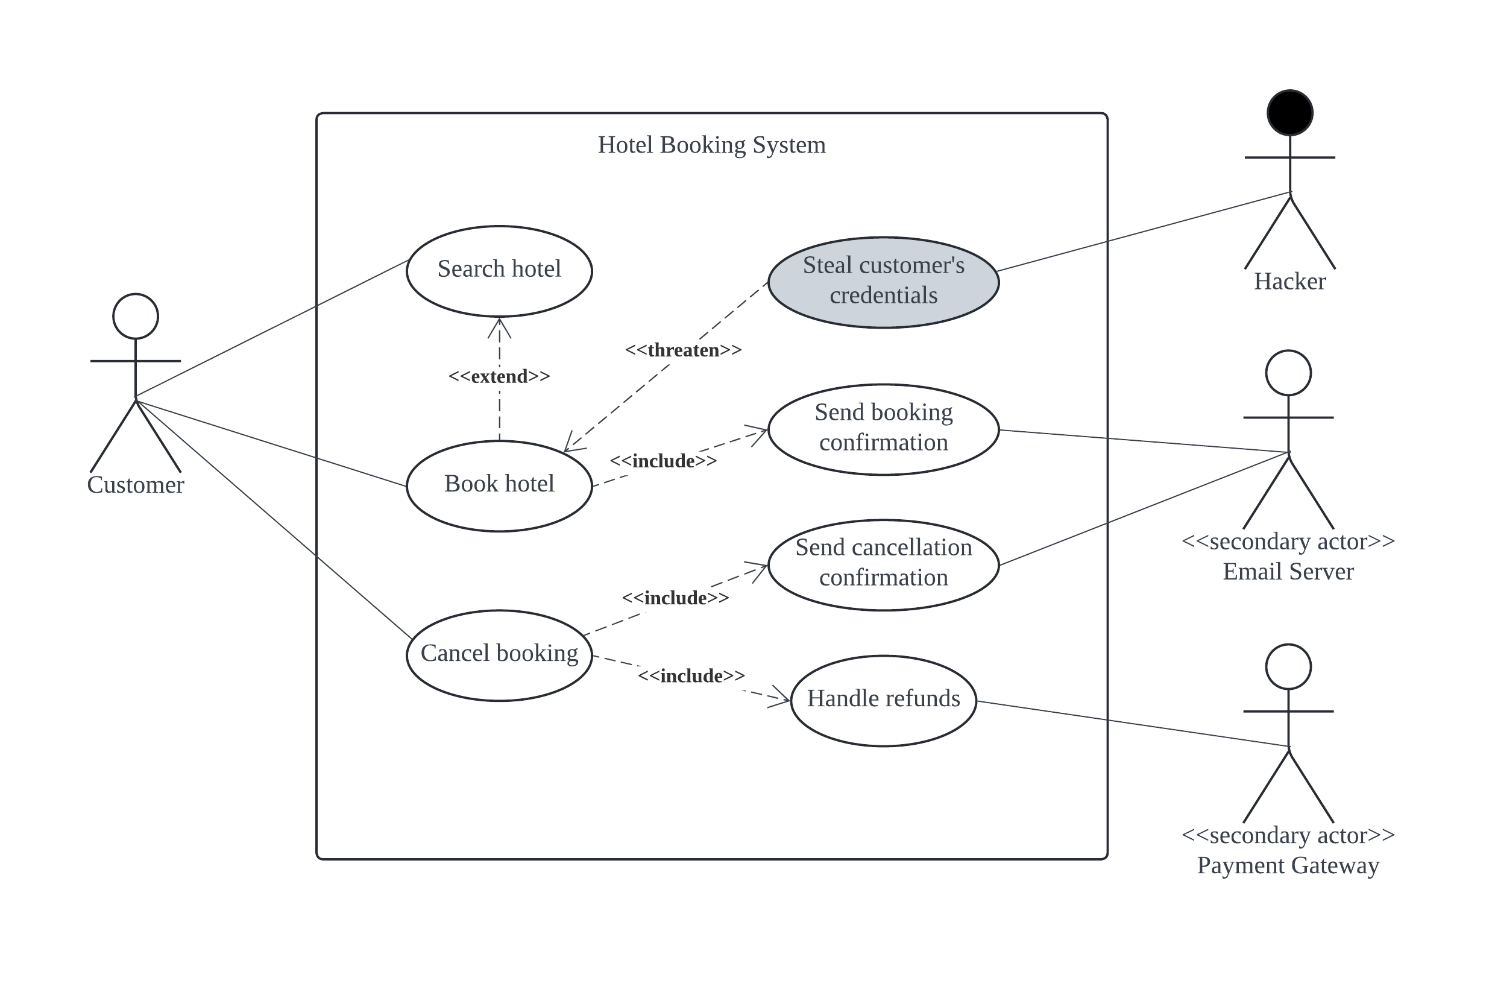 Hotel Booking System
Search hotel
Steal customer's
credentials
Hacker
<<threaten>>
<<extend>>
Send booking
confirmation
<<include>>
Book hotel
Customer
<<secondary actor>>
Email Server
Send cancellation
confirmation
<<include>>
Cancel booking
<<include>>
Handle refunds
<<secondary actor>>
Payment Gateway